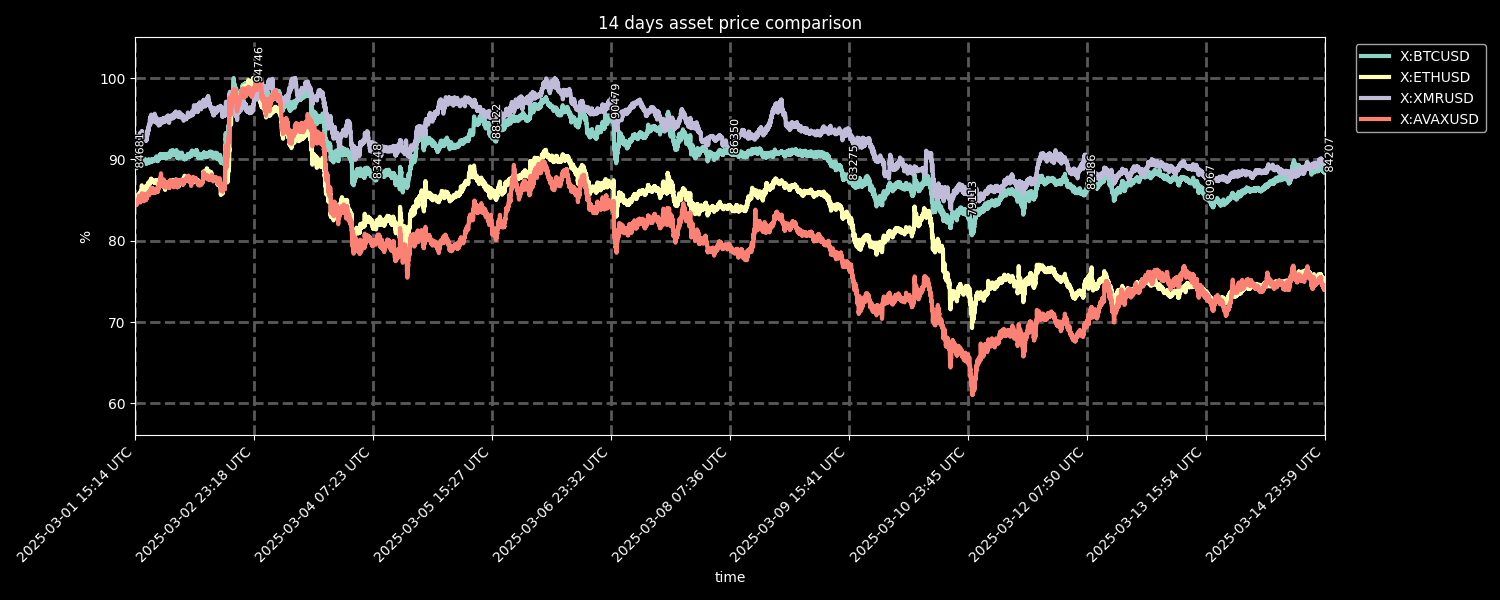 14 days asset price comparison
X:BTCUSD
X:ETHUSD
X:XMRUSD
X:AVAXUSD
%
100
90
80
70
60
94746
83448
88122
90479
86350
83275
79113
82186
80967
84207
2025-03-01 15:14 UTC
2025-03-02 23:18 UTC
2025-03-04 07:23 UTC
2025-03-05 15:27 UTC
2025-03-06 23:32 UTC
2025-03-08 07:36 UTC
2025-03-09 15:41 UTC
2025-03-10 23:45 UTC
2025-03-12 07:50 UTC
2025-03-13 15:54 UTC
2025-03-14 23:59 UTC
time